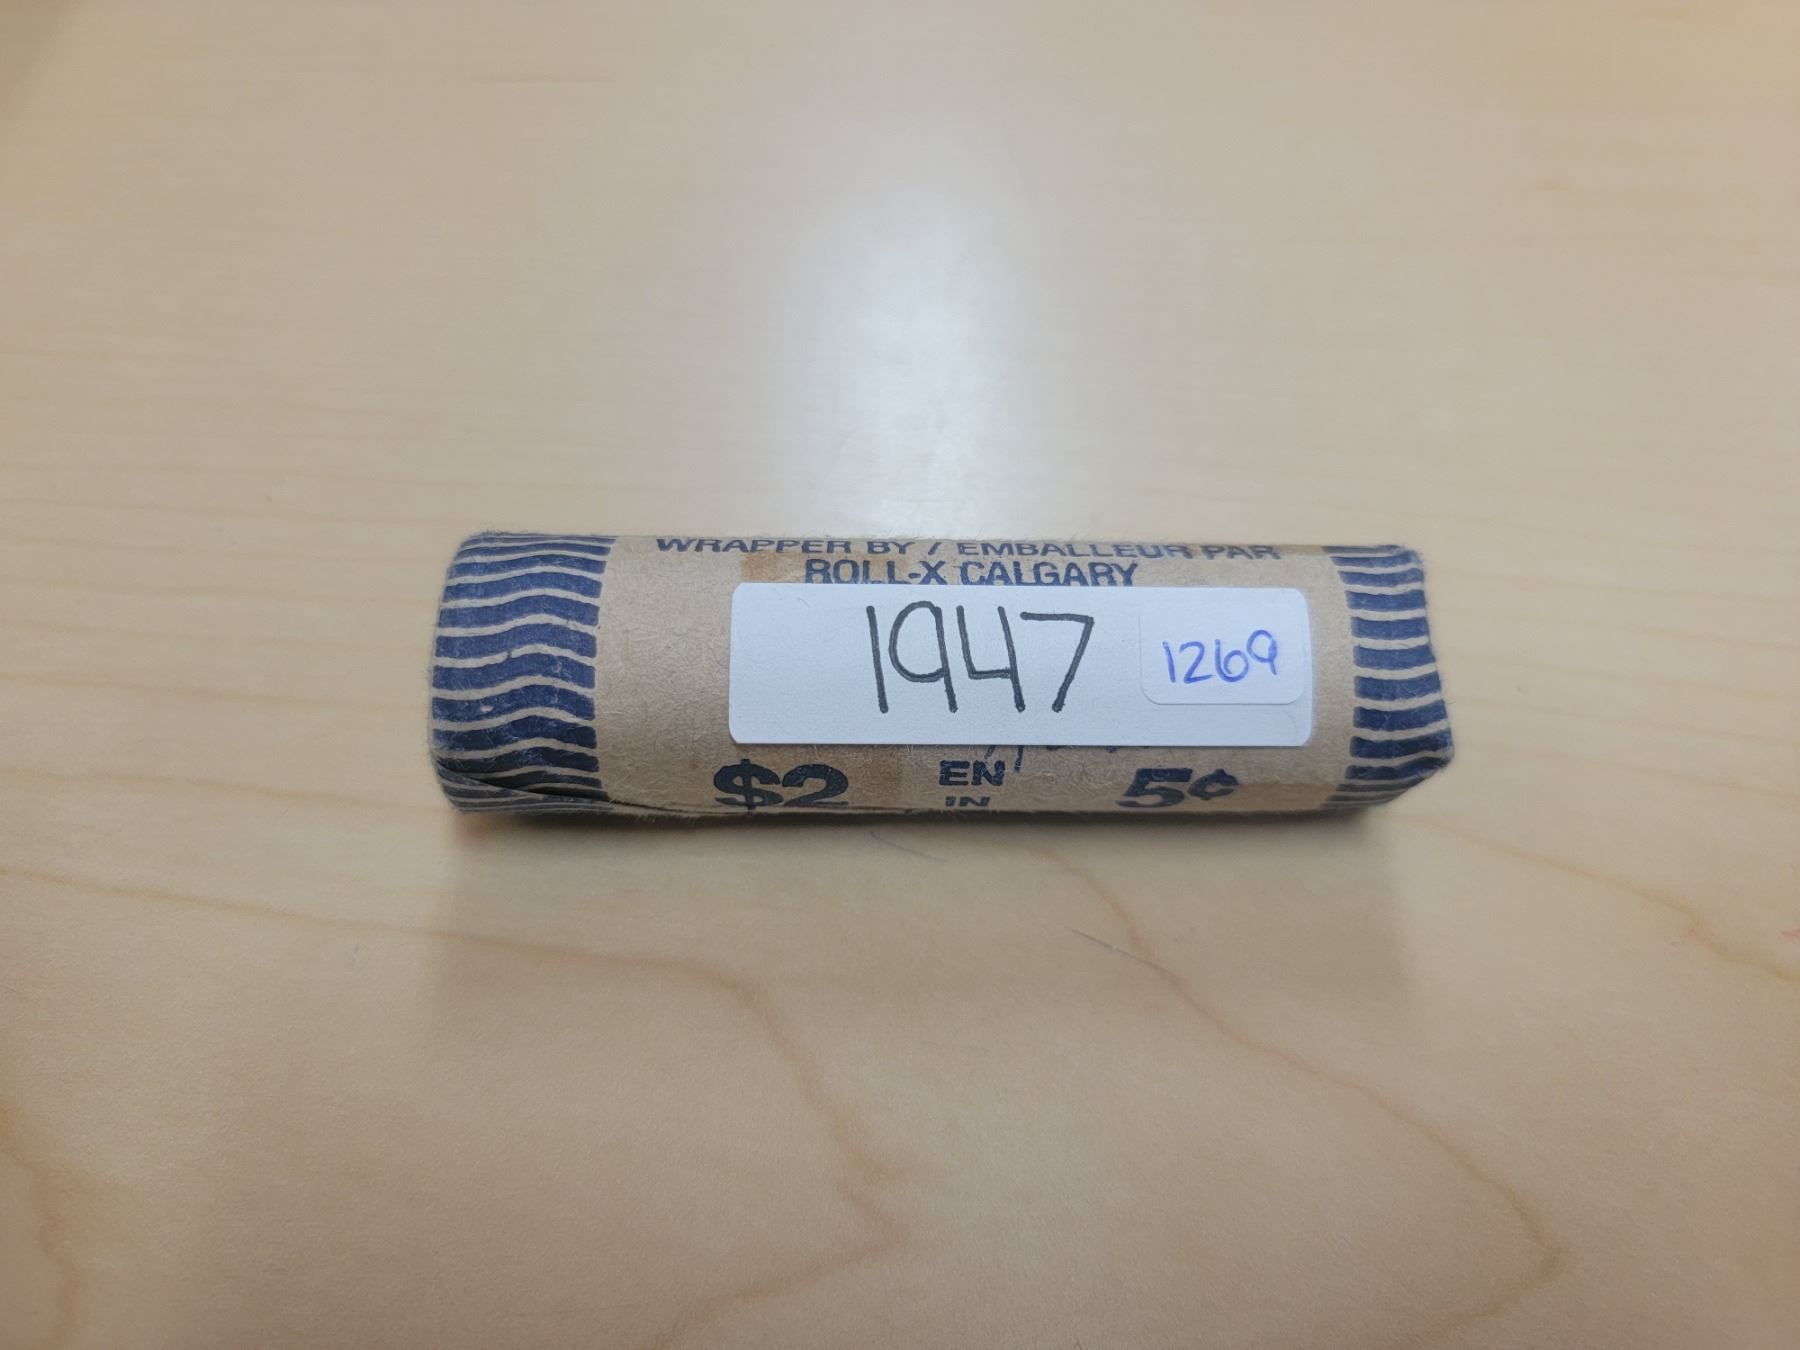 WRAPPER BY / EMBALLEUR PAR
ROLL-X CALGARY
1947 1269
$2 EN 5¢
IN